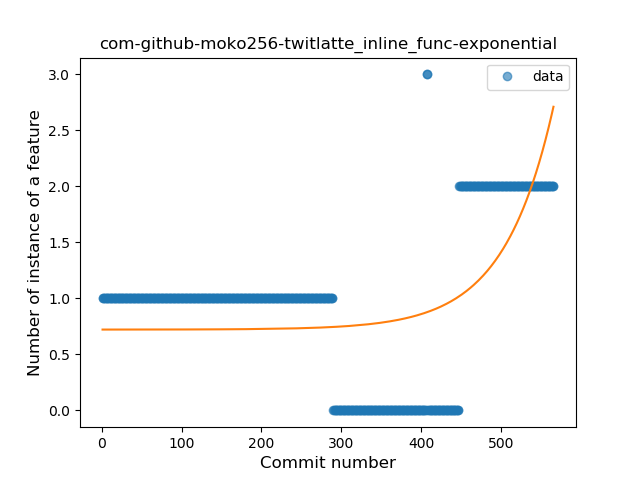 com-github-moko256-twitlatte_inline_func-exponential
data
Number of instance of a feature
3.0
2.5
2.0
1.5
1.0
0.5
0.0
0 100 200 300 400 500
Commit number